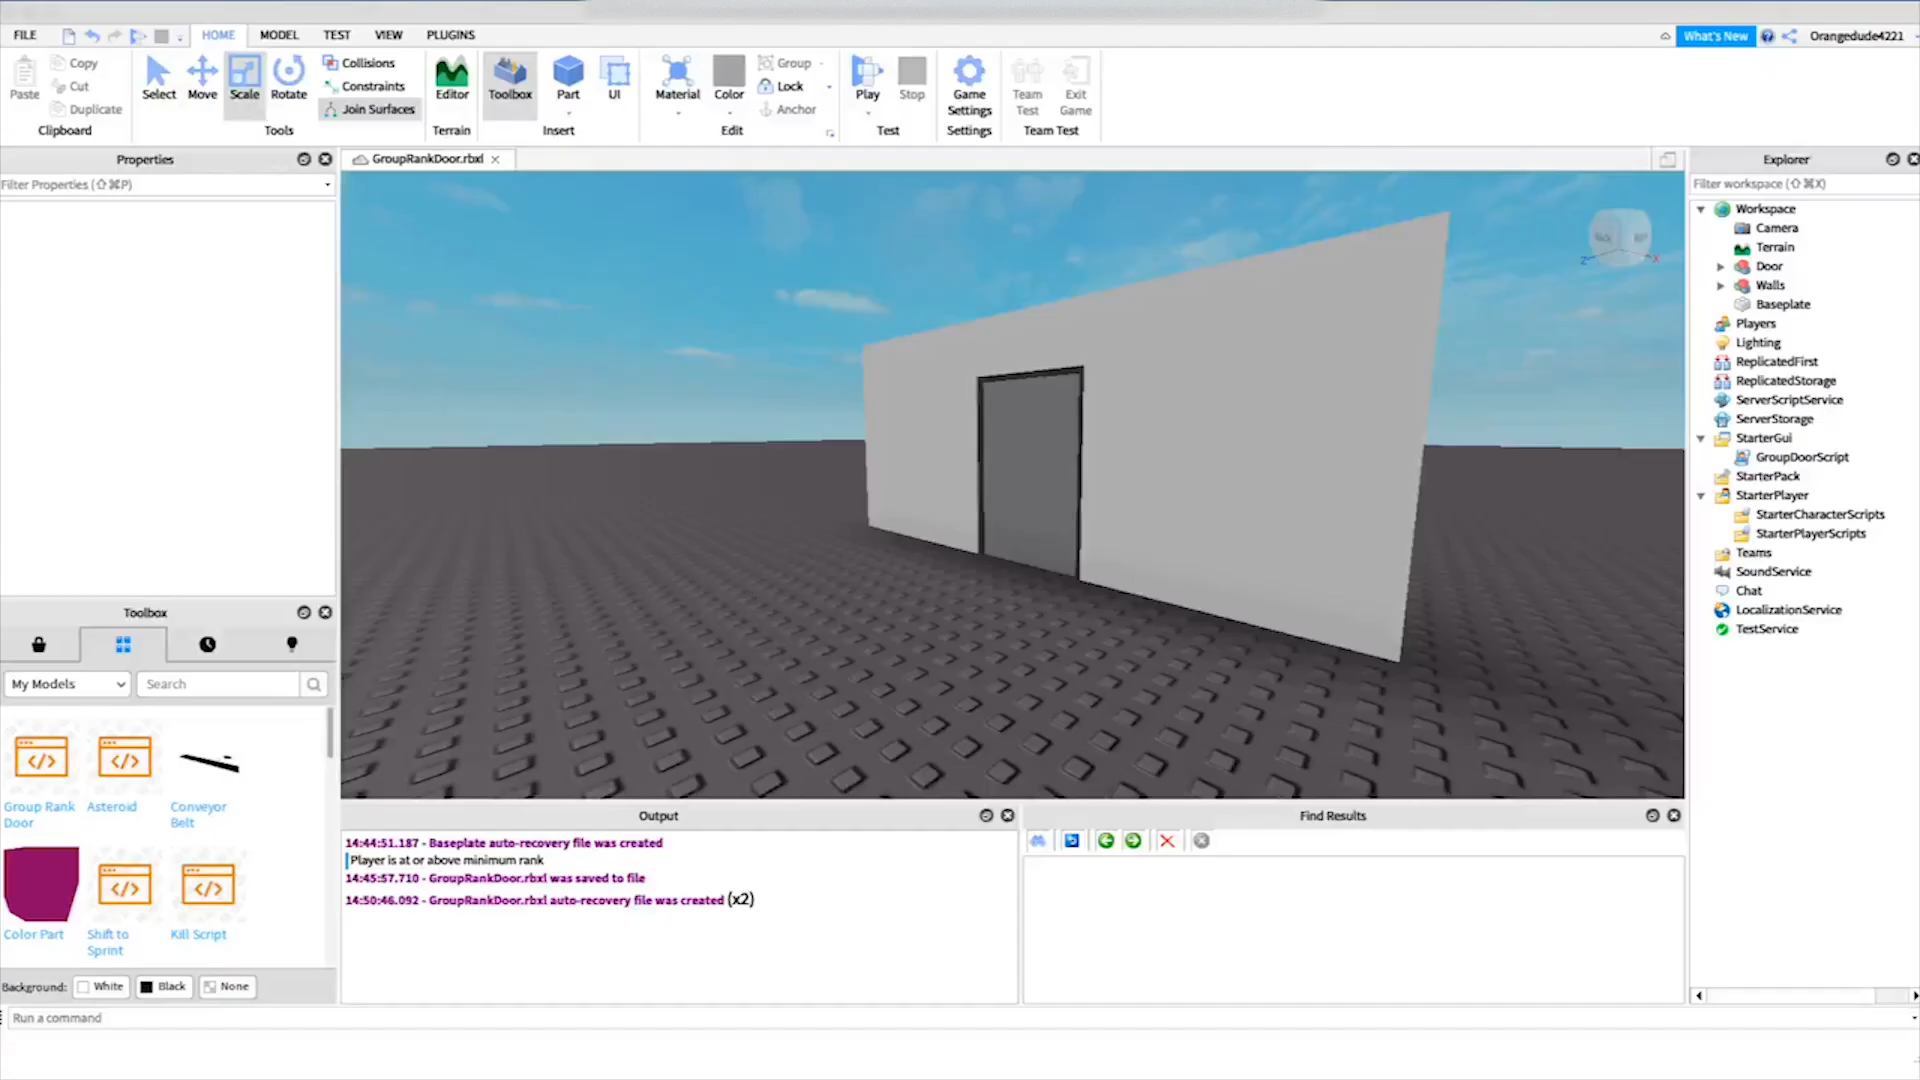 FILE
HOME
MODEL
TEST
VIEW
PLUGINS
What's New
Orangedude4221
Paste
Copy
Cut
Duplicate
Clipboard
Select
Move
Scale
Rotate
Tools
Collisions
Constraints
Join Surfaces
Editor
Terrain
Toolbox
Part
UI
Insert
Material
Color
Group
Lock
Anchor
Edit
Play
Stop
Test
Game
Settings
Settings
Team
Test
Exit
Game
Team Test
Properties
Filter Properties (⇧⌘P)
GroupRankDoor.rbxl
Explorer
Filter workspace (⇧⌘X)
Workspace
Camera
Terrain
Door
Walls
Baseplate
Players
Lighting
ReplicatedFirst
ReplicatedStorage
ServerScriptService
ServerStorage
StarterGui
GroupDoorScript
StarterPack
StarterPlayer
StarterCharacterScripts
StarterPlayerScripts
Teams
SoundService
Chat
LocalizationService
TestService
Z
X
Toolbox
My Models
Search
Group Rank
Door
Asteroid
Conveyor
Belt
Color Part
Shift to
Sprint
Kill Script
Background:
White
Black
None
Output
14:44:51.187 - Baseplate auto-recovery file was created
Player is at or above minimum rank
14:45:57.710 - GroupRankDoor.rbxl was saved to file
14:50:46.092 - GroupRankDoor.rbxl auto-recovery file was created (x2)
Find Results
Run a command